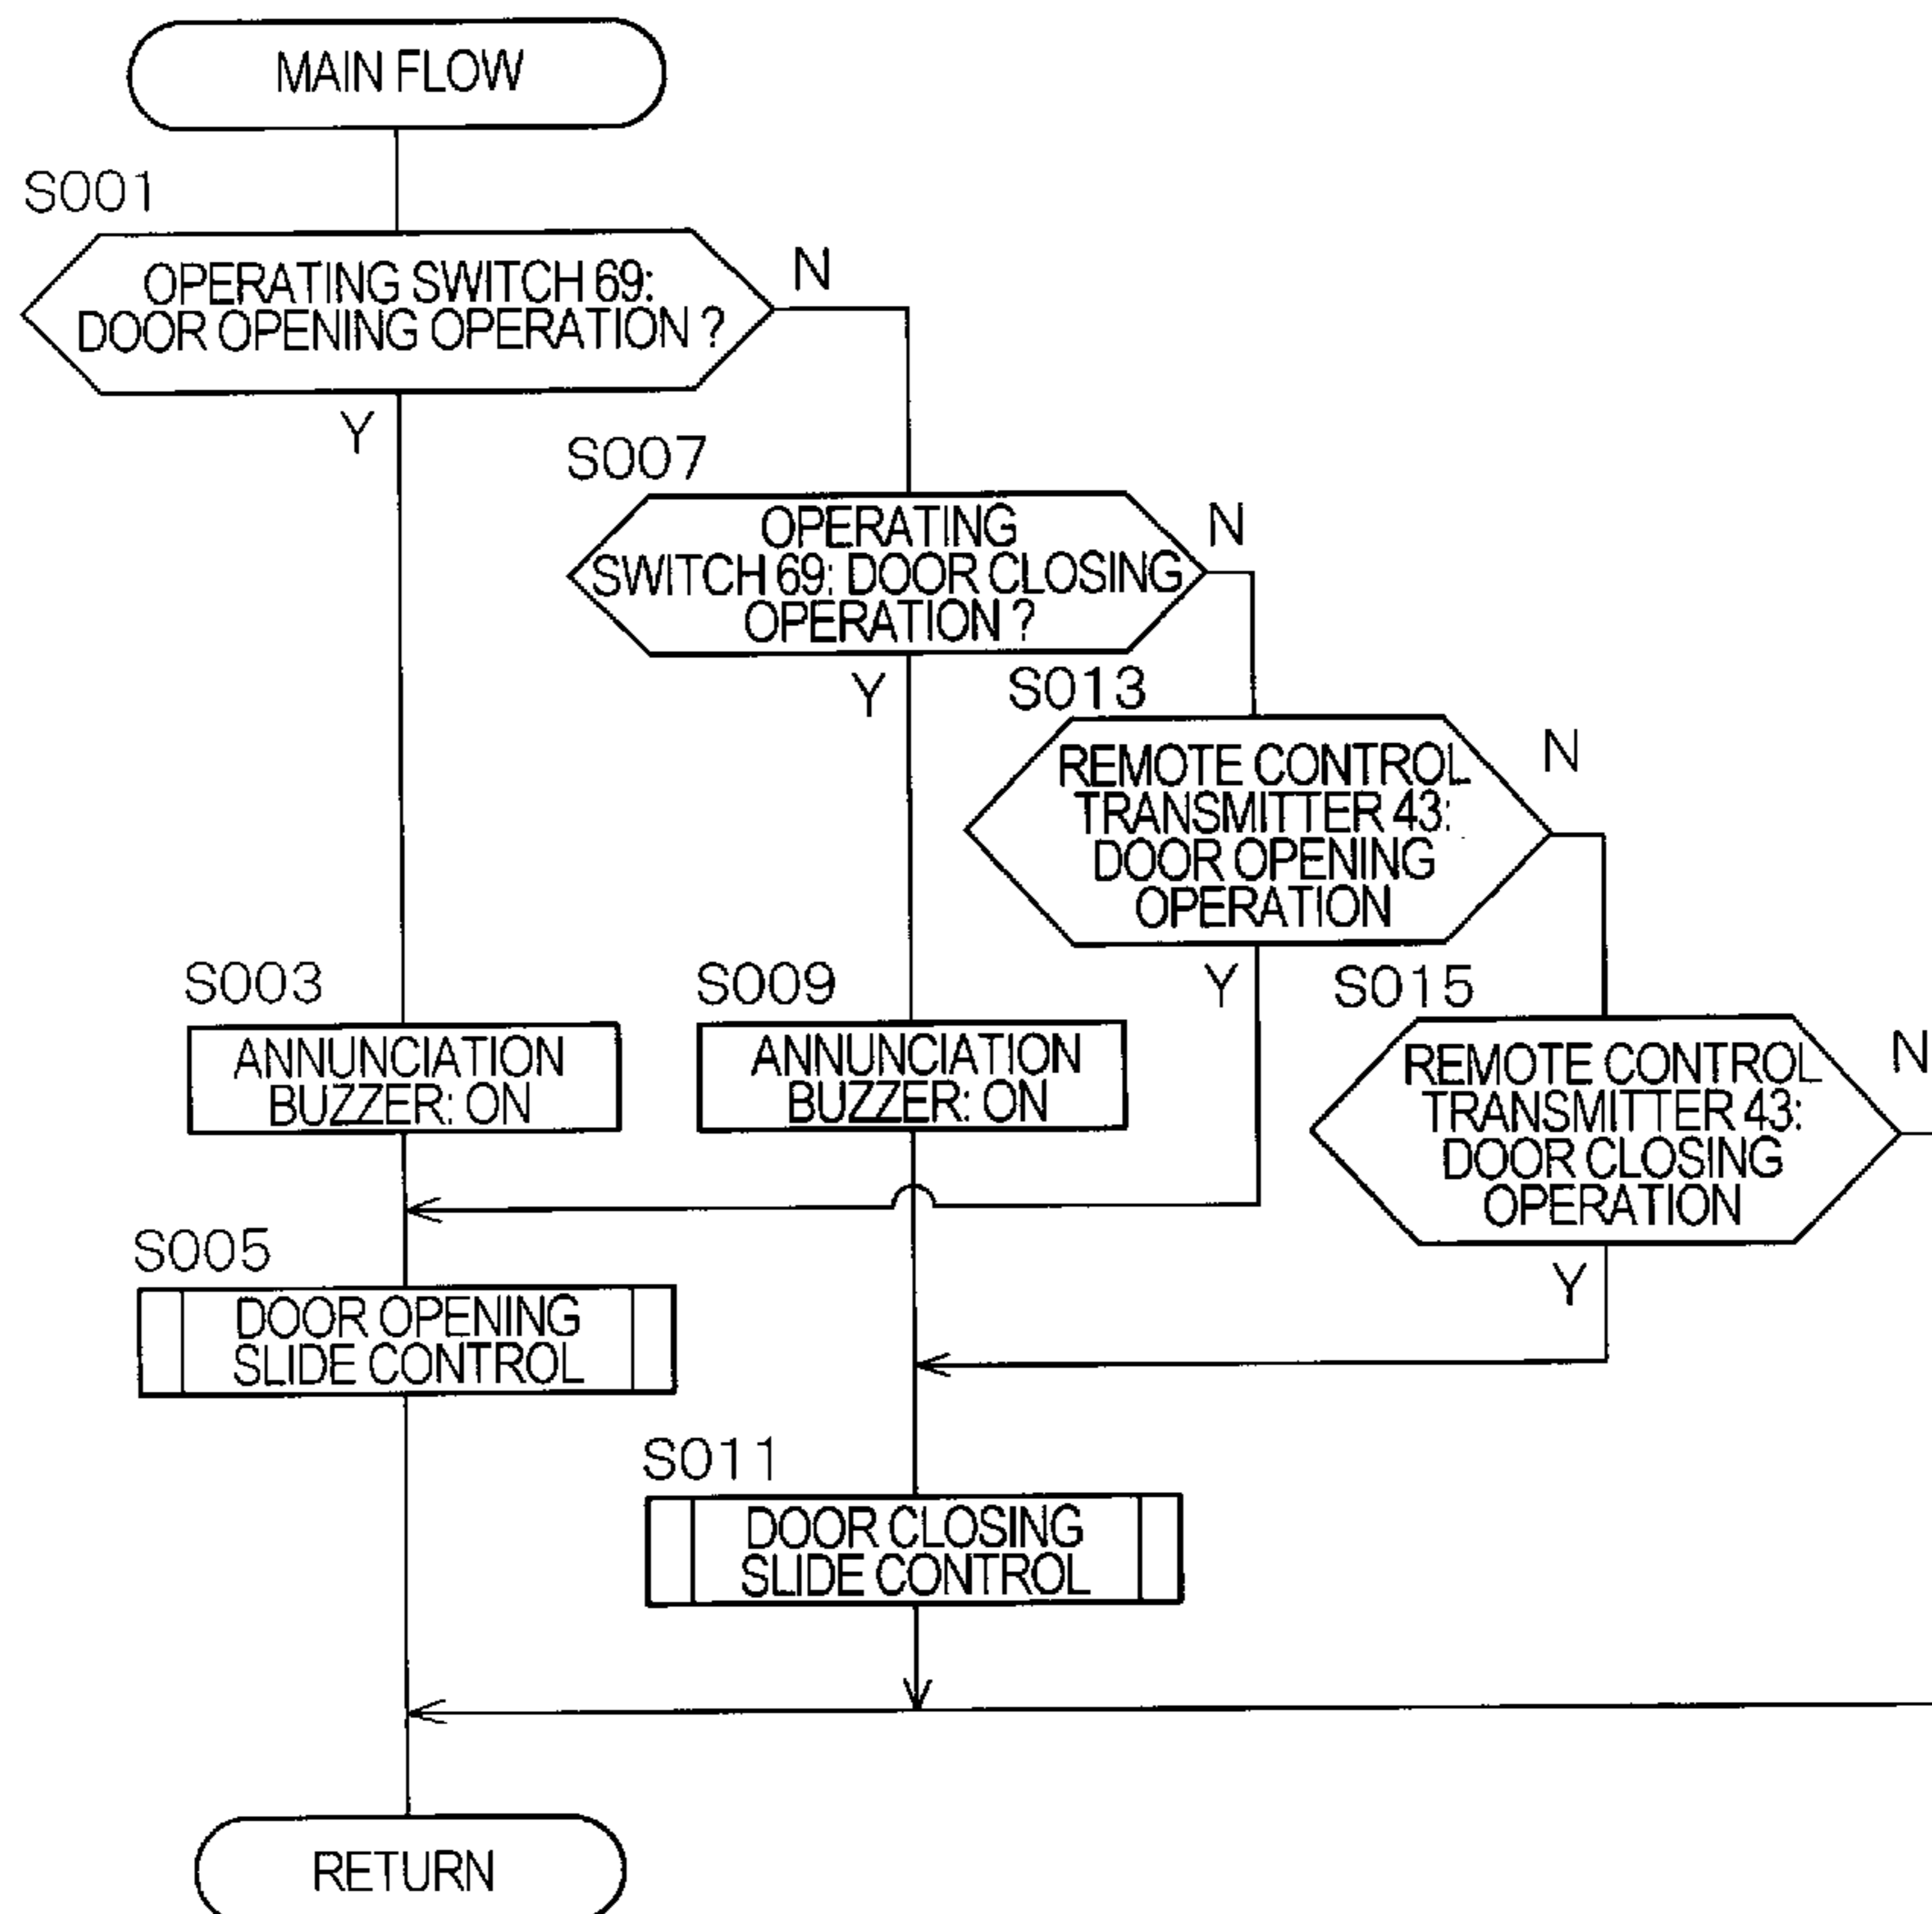 MAIN FLOW
S001
OPERATING SWITCH 69:
DOOR OPENING OPERATION ?
N
Y
S007
OPERATING
SWITCH 69: DOOR CLOSING
OPERATION ?
N
Y
S013
REMOTE CONTROL
TRANSMITTER 43:
DOOR OPENING
OPERATION
N
Y
S003
ANNUNCIATION
BUZZER: ON
S009
ANNUNCIATION
BUZZER: ON
S015
REMOTE CONTROL
TRANSMITTER 43:
DOOR CLOSING
OPERATION
N
Y
S005
DOOR OPENING
SLIDE CONTROL
S011
DOOR CLOSING
SLIDE CONTROL
RETURN